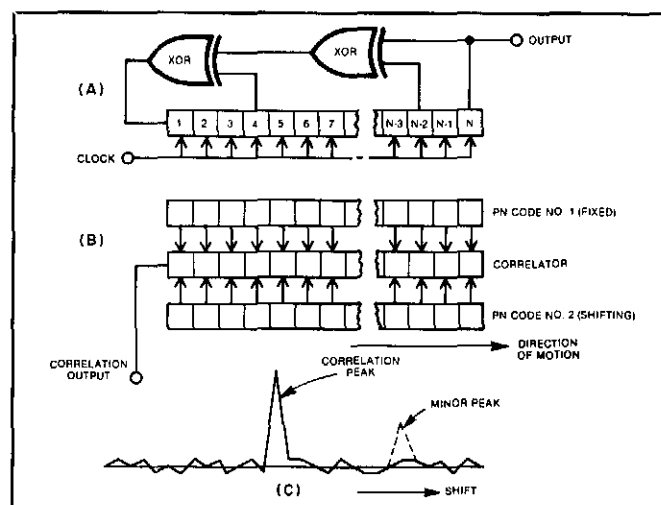 OUTPUT
XOR
XOR
(A)
1 2 3 4 5 6 7 N-3 N-2 N-1 N
CLOCK
PN CODE NO. 1 (FIXED)
(B)
CORRELATOR
PN CODE NO. 2 (SHIFTING)
CORRELATION
OUTPUT
DIRECTION
OF MOTION
CORRELATION
PEAK
MINOR PEAK
(C)
SHIFT